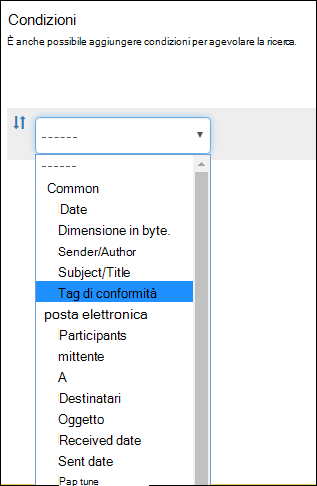 Condizioni
È anche possibile aggiungere condizioni per agevolare la ricerca.
------
------
Common
Date
Dimensione in byte.
Sender/Author
Subject/Title
Tag di conformità
posta elettronica
Participants
mittente
A
Destinatari
Oggetto
Received date
Sent date